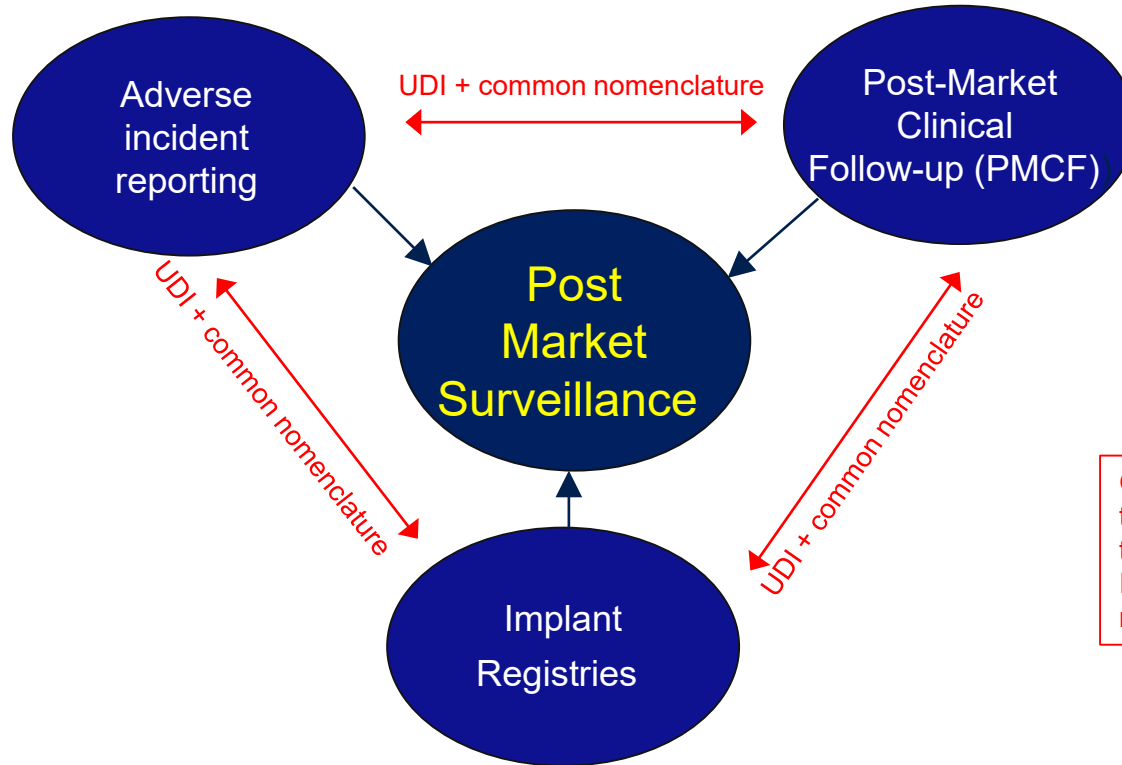 Adverse
incident
reporting
UDI + common nomenclature
Post-Market
Clinical
Follow-up (PMCF)
Post
Market
Surveillance
UDI + common nomenclature
UDI + common nomenclature
Implant
Registries